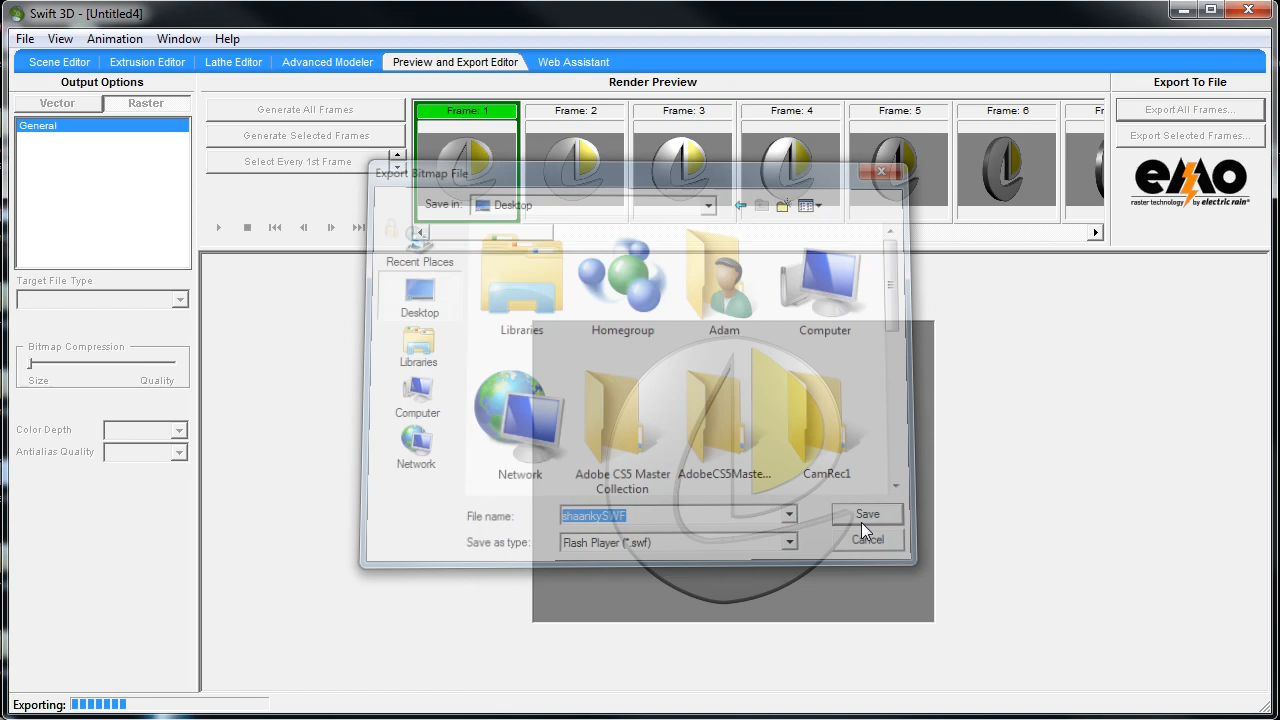 Swift 3D - [Untitled4]
File View Animation Window Help
Scene Editor Extrusion Editor Lathe Editor Advanced Modeler Preview and Export Editor Web Assistant
Output Options Render Preview Export To File
Vector Raster
General
Generate All Frames
Generate Selected Frames
Select Every 1st Frame
Frame: 1 Frame: 2 Frame: 3 Frame: 4 Frame: 5 Frame: 6 Fr
Export All Frames...
Export Selected Frames...
emo
raster technology by electric rain®
Target File Type
Bitmap Compression
Size Quality
Color Depth
Antialias Quality
Export Bitmap File
Save in: Desktop
Recent Places
Desktop
Libraries
Computer
Network
Libraries Homegroup Adam Computer
Network Adobe CS5 Master Collection AdobeCS5Maste... CamRec1
File name: shaankySWF Save
Save as type: Flash Player (*.swf) Cancel
Exporting: